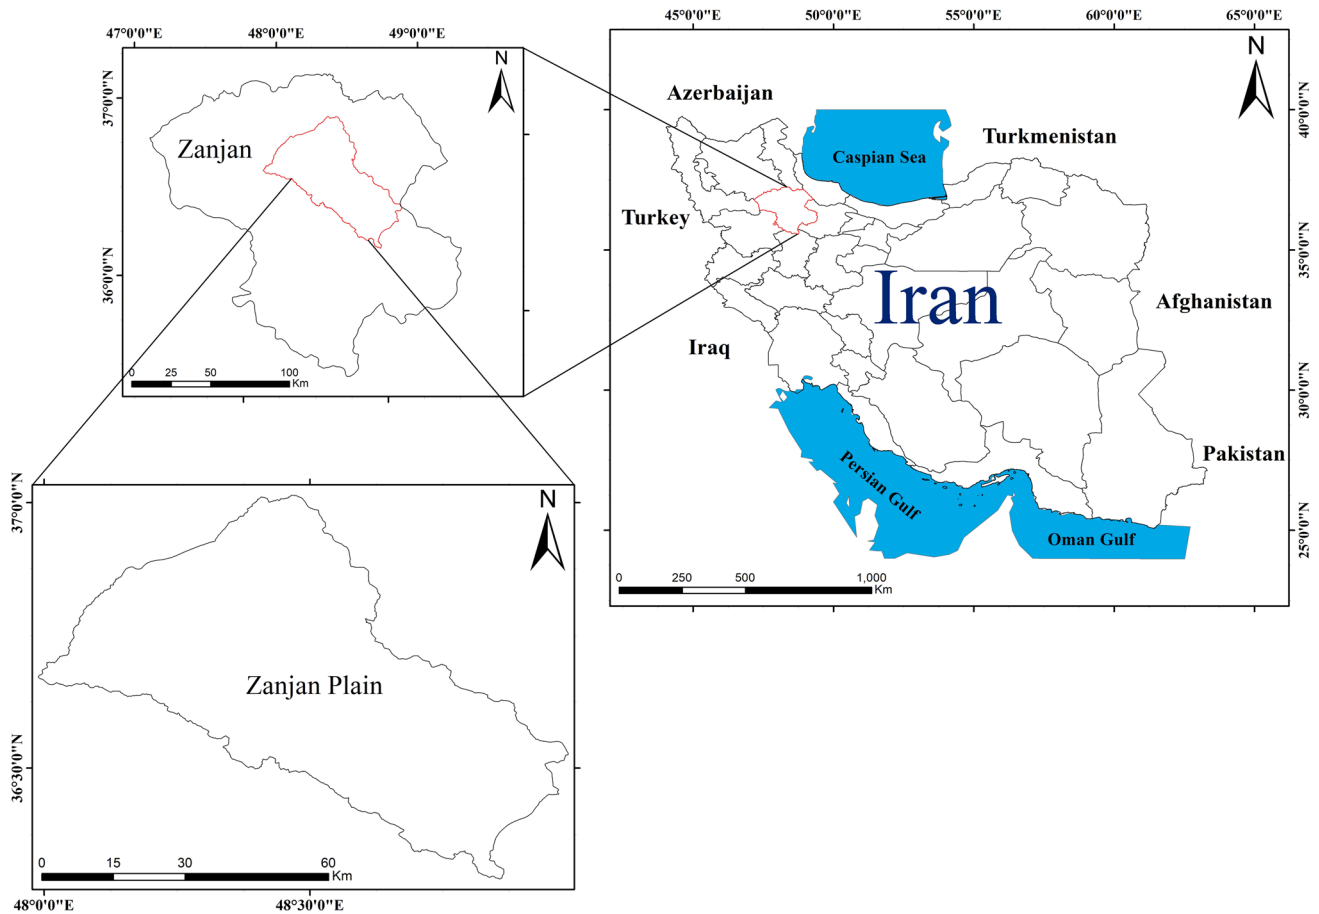 47°0'0"E 48°0'0"E 49°0'0"E
37°0'0"N
36°0'0"N
N
Zanjan
0 25 50 100 Km
45°0'0"E 50°0'0"E 55°0'0"E 60°0'0"E 65°0'0"E
N
40°0'0"N
35°0'0"N
30°0'0"N
25°0'0"N
Azerbaijan
Turkmenistan
Caspian Sea
Turkey
Iran
Afghanistan
Iraq
Pakistan
Persian Gulf
Oman Gulf
0 250 500 1,000 Km
37°0'0"N
36°30'0"N
N
Zanjan Plain
0 15 30 60 Km
48°0'0"E 48°30'0"E